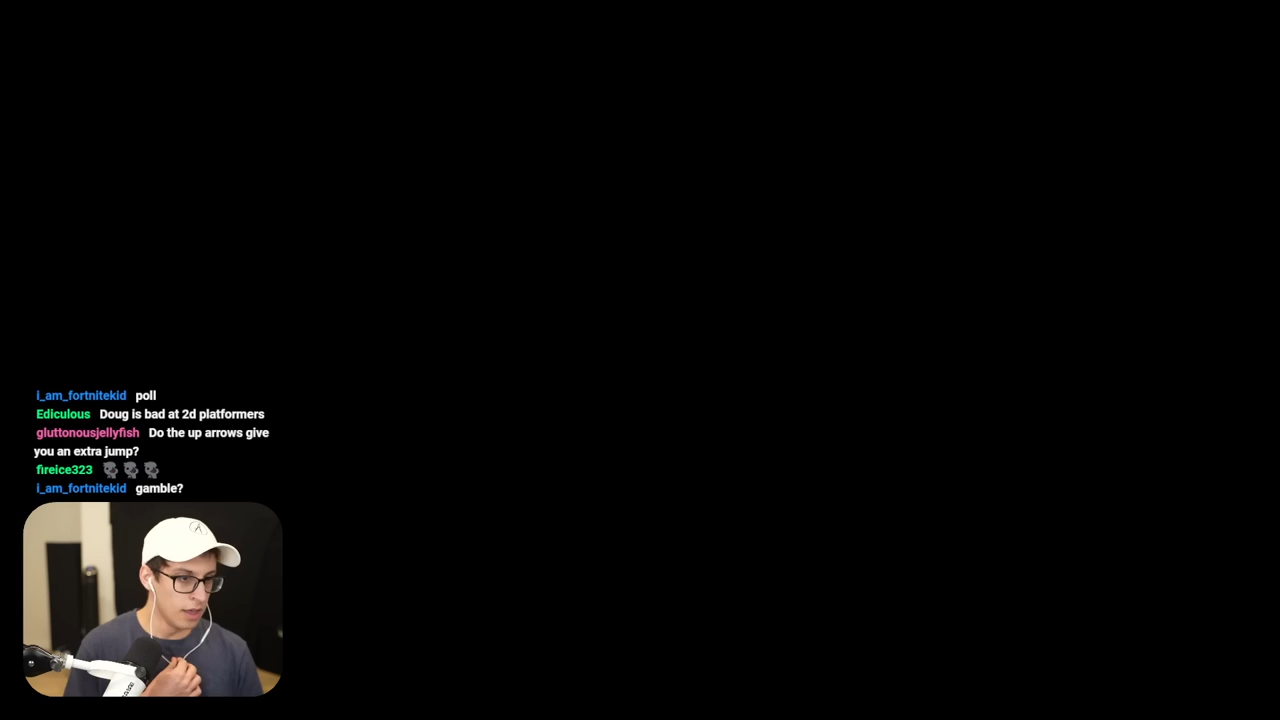 i_am_fortnitekid poll
Ediculous Doug is bad at 2d platformers
gluttonousjellyfish Do the up arrows give
you an extra jump?
fireice323
i_am_fortnitekid gamble?